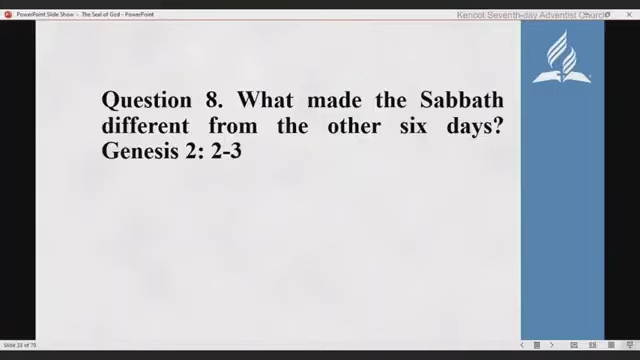 PowerPoint Slide Show - The Seal of God - PowerPoint
Kencot Seventh-day Adventist Church
Question 8. What made the Sabbath
different from the other six days?
Genesis 2: 2-3